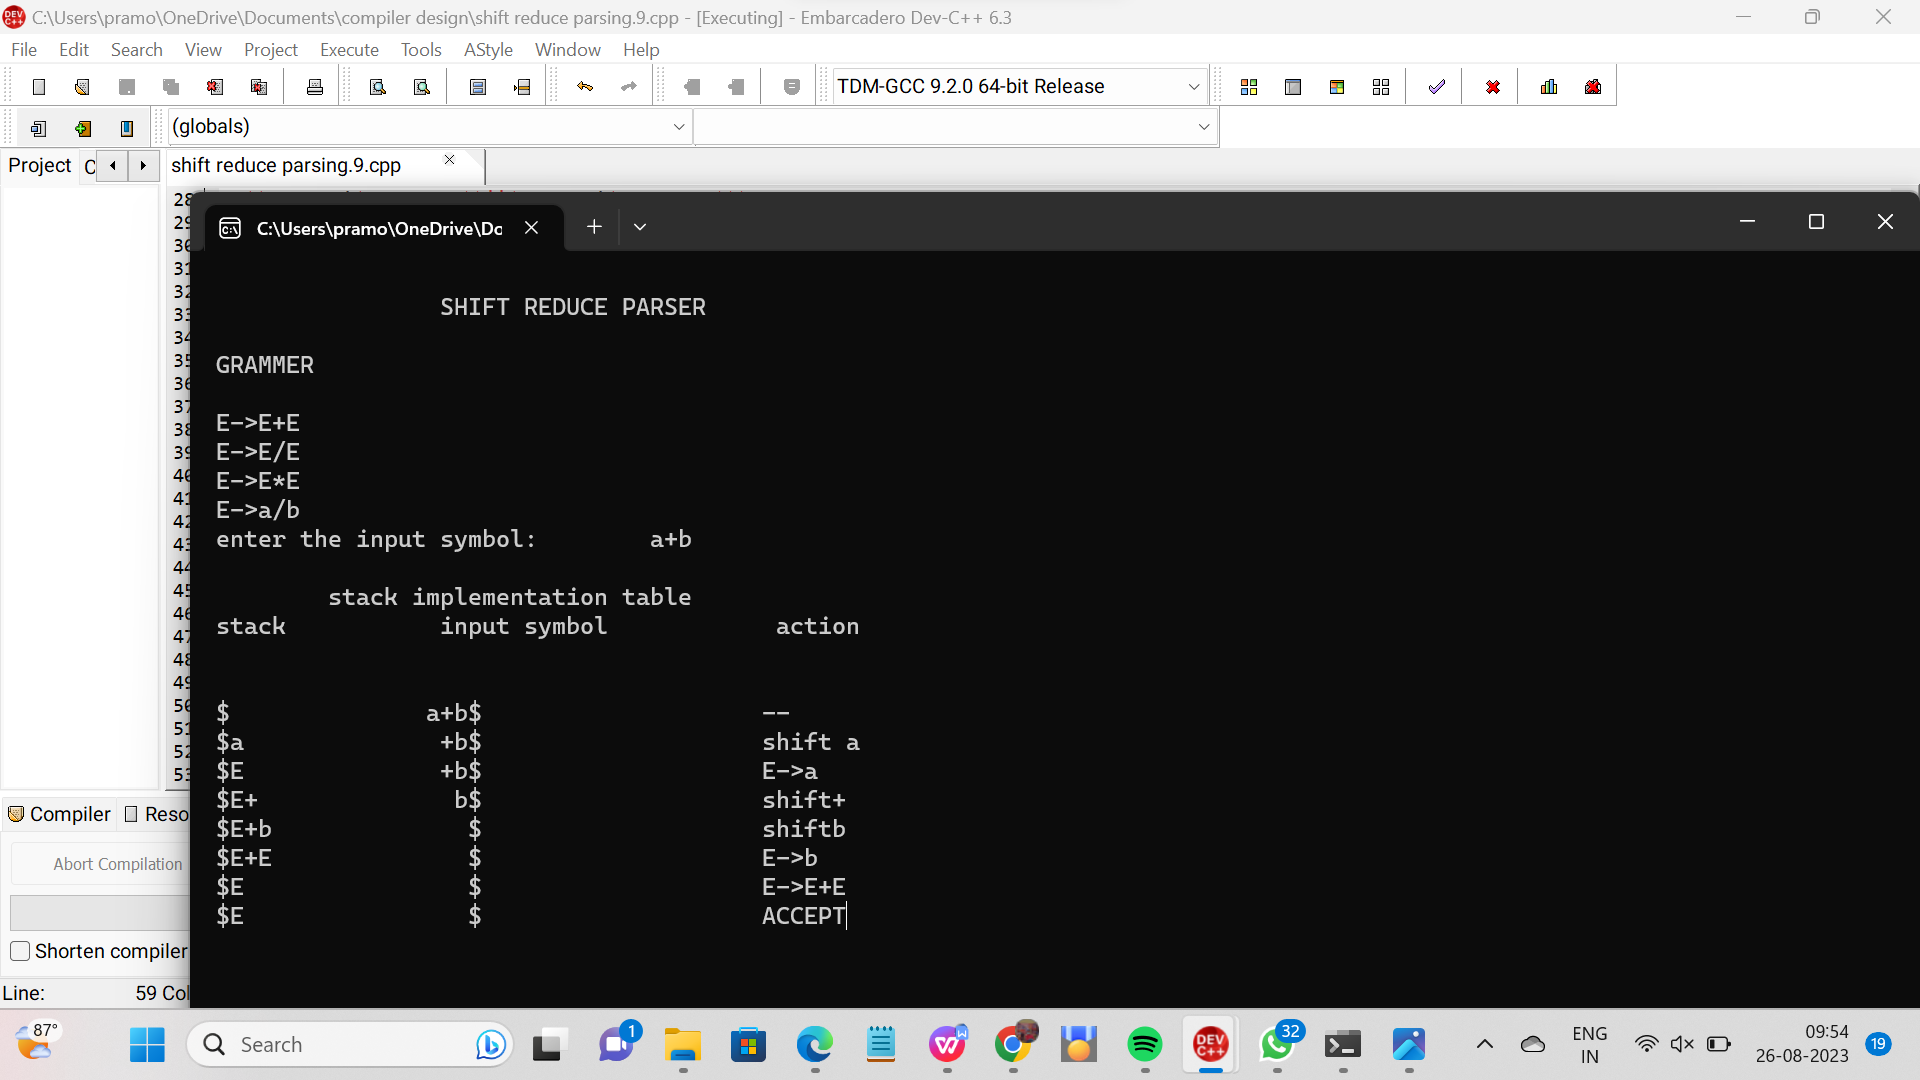 C:\Users\pramo\OneDrive\Documents\compiler design\shift reduce parsing.9.cpp - [Executing] - Embarcadero Dev-C++ 6.3
File Edit Search View Project Execute Tools AStyle Window Help
TDM-GCC 9.2.0 64-bit Release
(globals)
Project C shift reduce parsing.9.cpp
28
29
30
31
32
33
34
35
36
37
38
39
40
41
42
43
44
45
46
47
48
49
50
51
52
53
C:\Users\pramo\OneDrive\Do
SHIFT REDUCE PARSER
GRAMMER
E->E+E
E->E/E
E->E*E
E->a/b
enter the input symbol: a+b
stack implementation table
stack input symbol action
$ a+b$ --
$a +b$ shift a
$E +b$ E->a
$E+ b$ shift+
$E+b $ shiftb
$E+E $ E->b
$E $ E->E+E
$E $ ACCEPT
Compiler Reso
Abort Compilation
Shorten compiler
Line: 59 Col
87°
Search
1
DEV C++
32
ENG
IN
09:54
26-08-2023
19